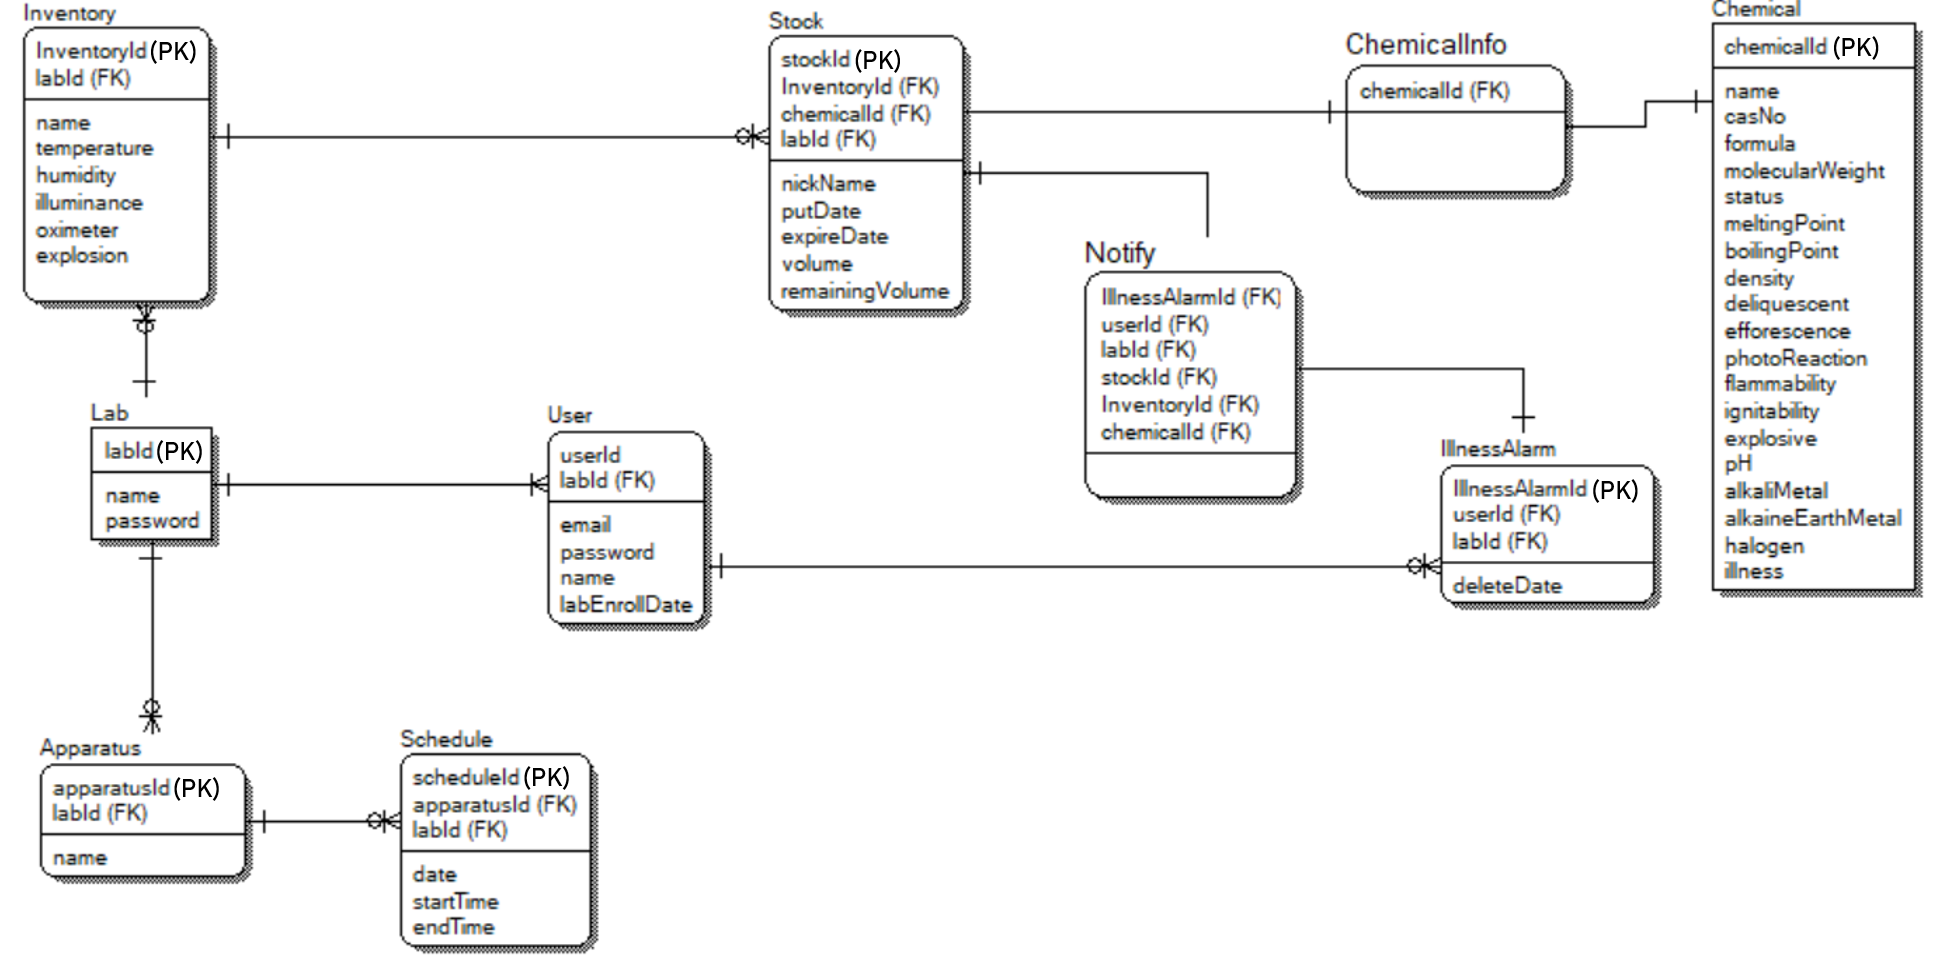 Inventory
InventoryId (PK)
labId (FK)
name
temperature
humidity
illuminance
oximeter
explosion
Stock
stockId (PK)
InventoryId (FK)
chemicalId (FK)
labId (FK)
nickName
putDate
expireDate
volume
remainingVolume
ChemicalInfo
chemicalId (FK)
Chemical
chemicalId (PK)
name
casNo
formula
molecularWeight
status
meltingPoint
boilingPoint
density
deliquescent
efforescence
photoReaction
flammability
ignitability
explosive
pH
alkaliMetal
alkaineEarthMetal
halogen
illness
Notify
IllnessAlarmId (FK)
userId (FK)
labId (FK)
stockId (FK)
InventoryId (FK)
chemicalId (FK)
Lab
labId (PK)
name
password
User
userId
labId (FK)
email
password
name
labEnrollDate
IllnessAlarm
IllnessAlarmId (PK)
userId (FK)
labId (FK)
deleteDate
Apparatus
apparatusId (PK)
labId (FK)
name
Schedule
scheduleId (PK)
apparatusId (FK)
labId (FK)
date
startTime
endTime